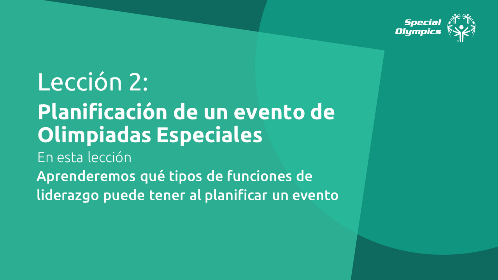 Special
Olympics
Lección 2:
Planificación de un evento de
Olimpiadas Especiales
En esta lección
Aprenderemos qué tipos de funciones de
liderazgo puede tener al planificar un evento